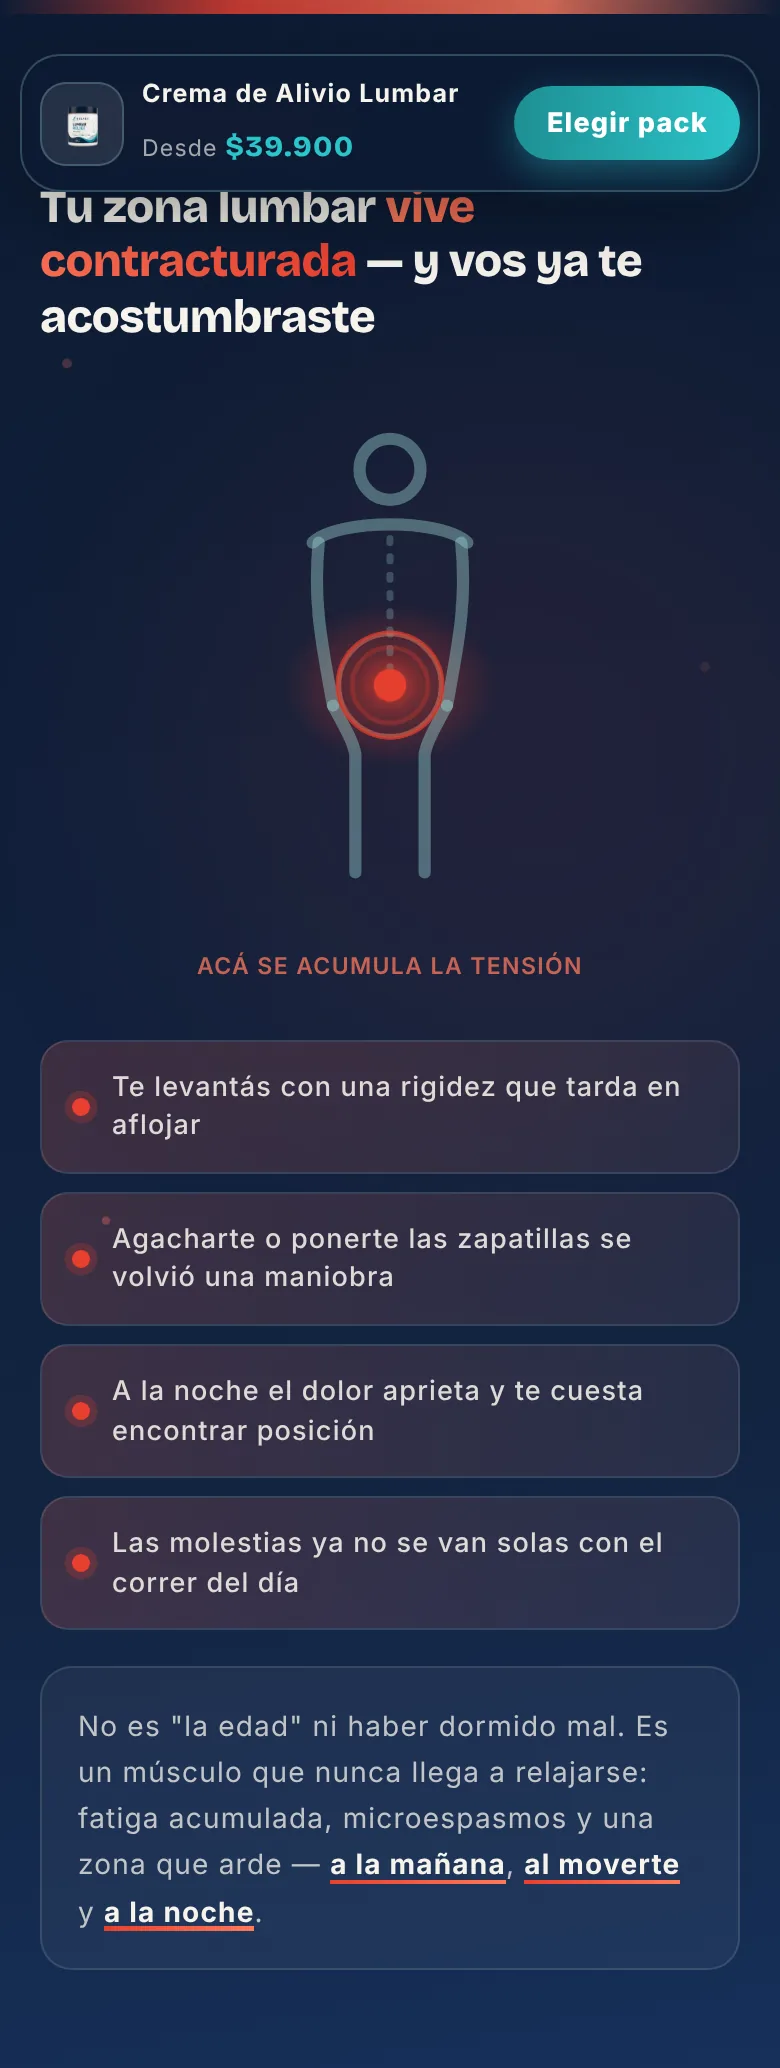 Crema de Alivio Lumbar
Desde $39.900
Elegir pack
Tu zona lumbar vive
contracturada — y vos ya te
acostumbraste
ACÁ SE ACUMULA LA TENSIÓN
Te levantás con una rigidez que tarda en
aflojar
Agacharte o ponerte las zapatillas se
volvió una maniobra
A la noche el dolor aprieta y te cuesta
encontrar posición
Las molestias ya no se van solas con el
correr del día
No es "la edad" ni haber dormido mal. Es
un músculo que nunca llega a relajarse:
fatiga acumulada, microespasmos y una
zona que arde — a la mañana, al moverte
y a la noche.